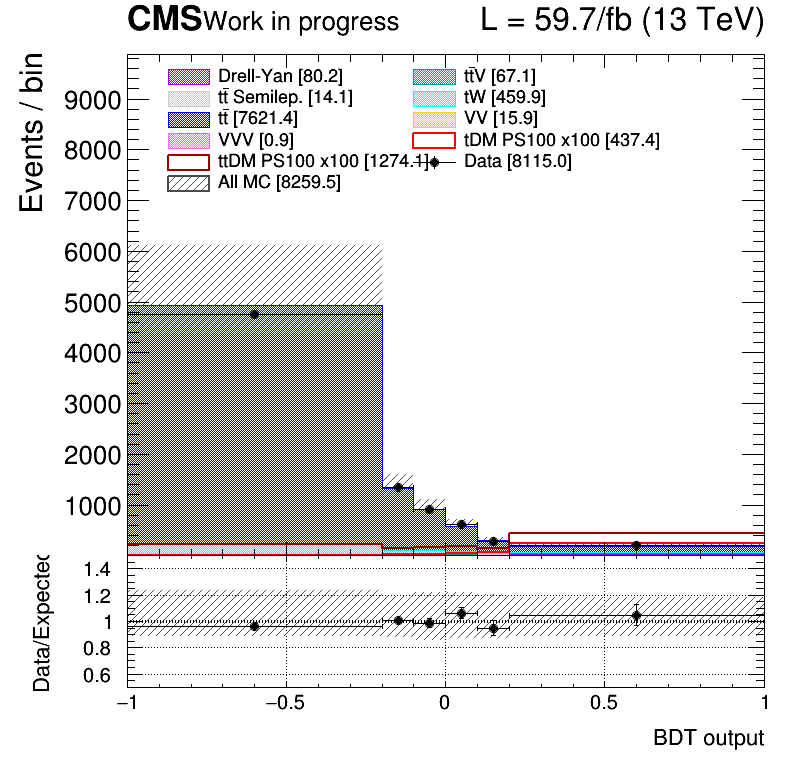 CMS Work in progress L = 59.7/fb (13 TeV)
Events / bin
Drell-Yan [80.2] tt̄V [67.1]
tt̄ Semilep. [14.1] tW [459.9]
tt̄ [7621.4] VV [15.9]
VVV [0.9] tDM PS100 x100 [437.4]
ttDM PS100 x100 [1274.1] Data [8115.0]
All MC [8259.5]
9000
8000
7000
6000
5000
4000
3000
2000
1000
Data/Expected
1.4
1.2
1
0.8
0.6
−1 −0.5 0 0.5 1
BDT output